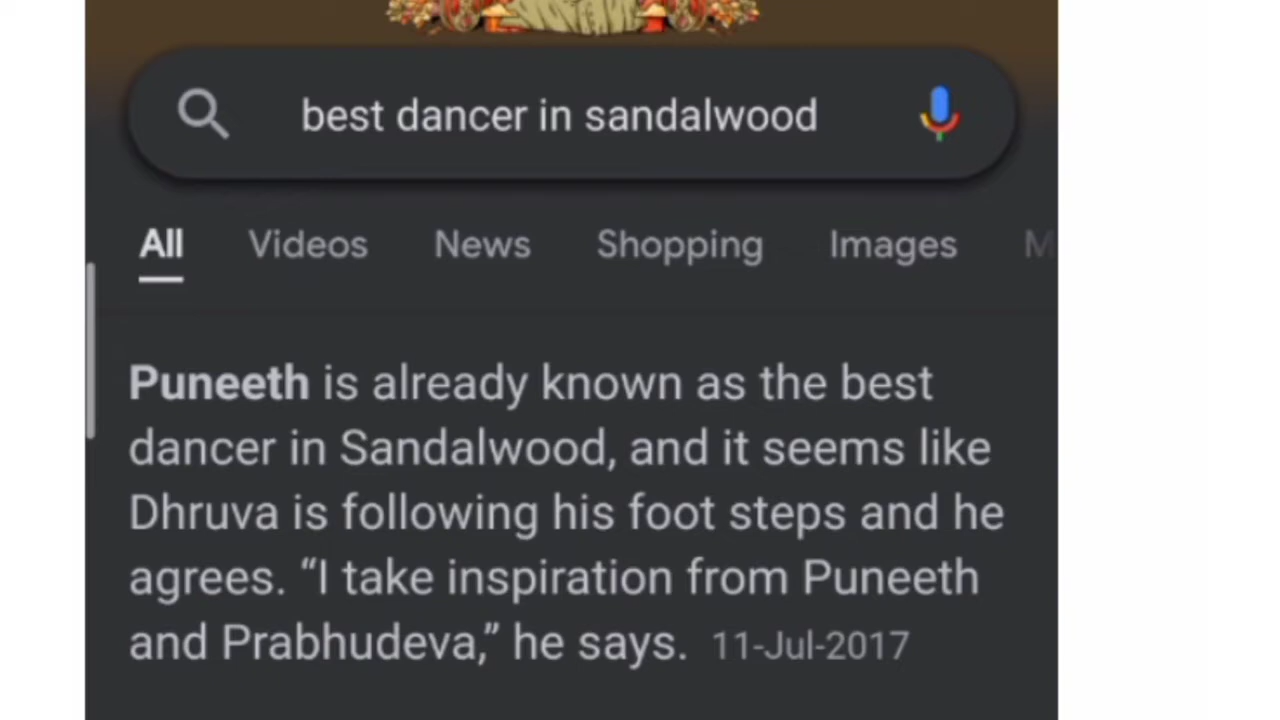 best dancer in sandalwood
All Videos News Shopping Images M
Puneeth is already known as the best
dancer in Sandalwood, and it seems like
Dhruva is following his foot steps and he
agrees. “I take inspiration from Puneeth
and Prabhudeva,” he says. 11-Jul-2017